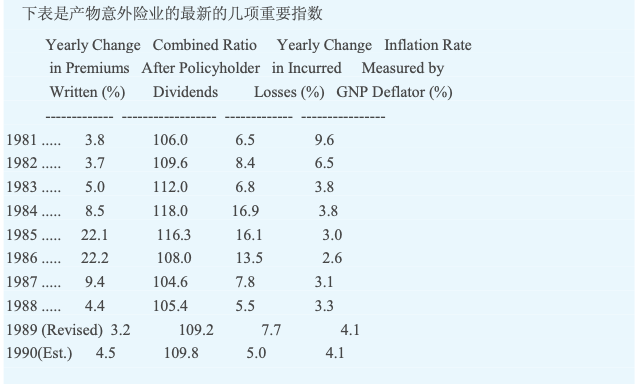 下表是产物意外险业的最新的几项重要指数
Yearly Change Combined Ratio Yearly Change Inflation Rate
in Premiums After Policyholder in Incurred Measured by
Written (%) Dividends Losses (%) GNP Deflator (%)
------------- ------------------ ------------- ----------------
1981 ..... 3.8 106.0 6.5 9.6
1982 ..... 3.7 109.6 8.4 6.5
1983 ..... 5.0 112.0 6.8 3.8
1984 ..... 8.5 118.0 16.9 3.8
1985 ..... 22.1 116.3 16.1 3.0
1986 ..... 22.2 108.0 13.5 2.6
1987 ..... 9.4 104.6 7.8 3.1
1988 ..... 4.4 105.4 5.5 3.3
1989 (Revised) 3.2 109.2 7.7 4.1
1990(Est.) 4.5 109.8 5.0 4.1